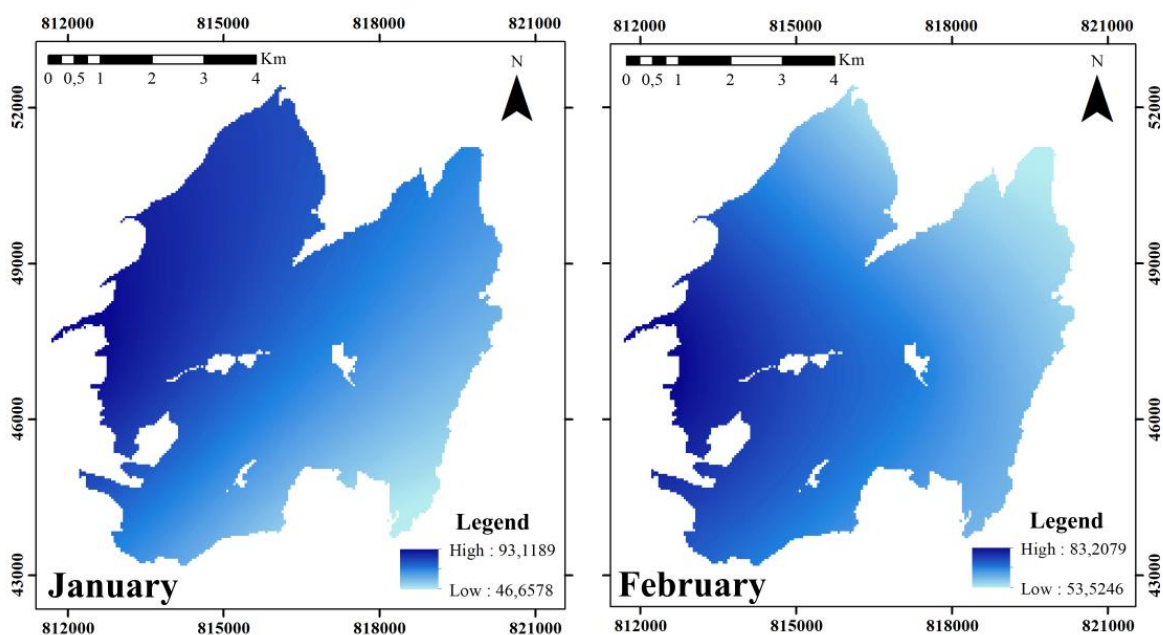 812000 815000 818000 821000
Km
0 0,5 1 2 3 4
N
52000
49000
46000
43000
Legend
High : 93,1189
Low : 46,6578
January
812000 815000 818000 821000
812000 815000 818000 821000
Km
0 0,5 1 2 3 4
N
52000
49000
46000
43000
Legend
High : 83,2079
Low : 53,5246
February
812000 815000 818000 821000